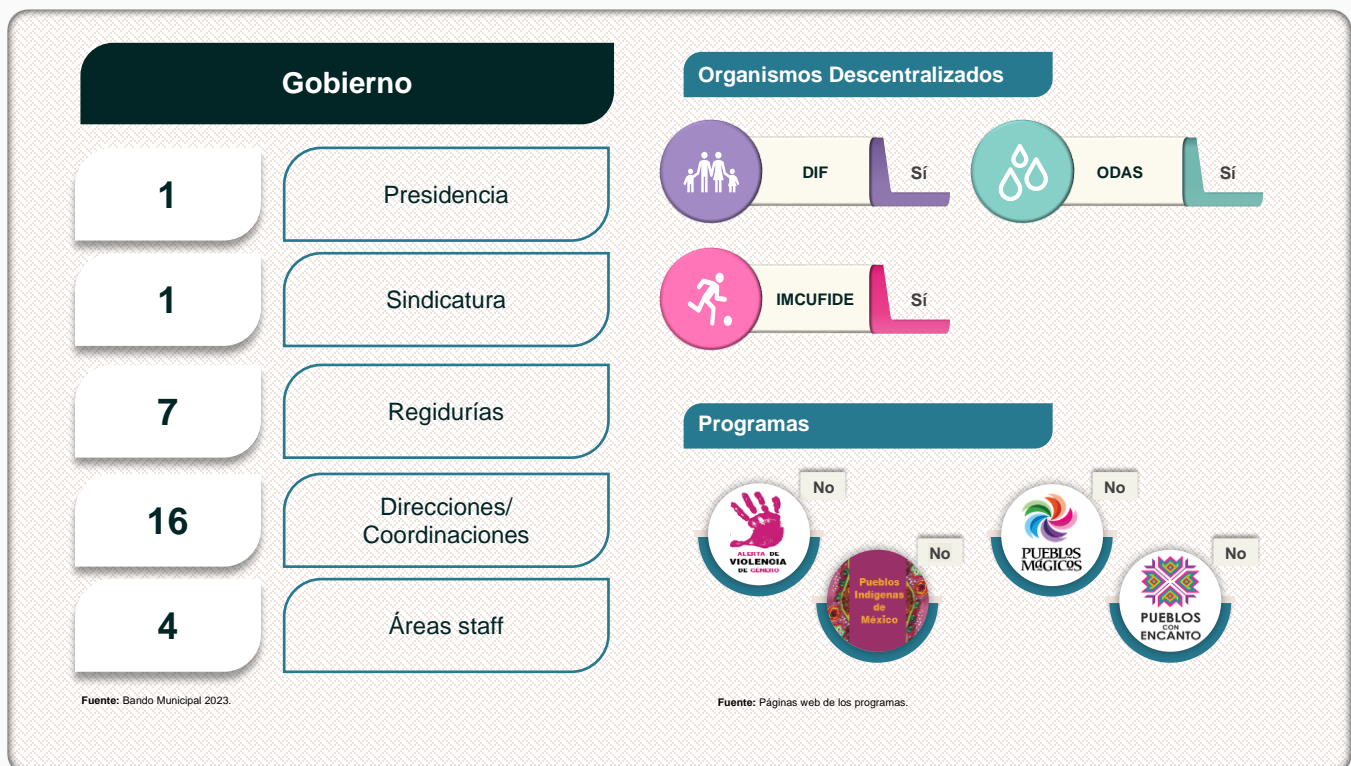 Gobierno
1
Presidencia
1
Sindicatura
7
Regidurías
16
Direcciones/
Coordinaciones
4
Áreas staff
Fuente: Bando Municipal 2023.
Organismos Descentralizados
DIF
Sí
ODAS
Sí
IMCUFIDE
Sí
Programas
No
ALERTA DE
VIOLENCIA
DE GENERO
No
Pueblos
Indígenas
de
México
No
PUEBLOS
MáGICOS
No
PUEBLOS
CON
ENCANTO
Fuente: Páginas web de los programas.